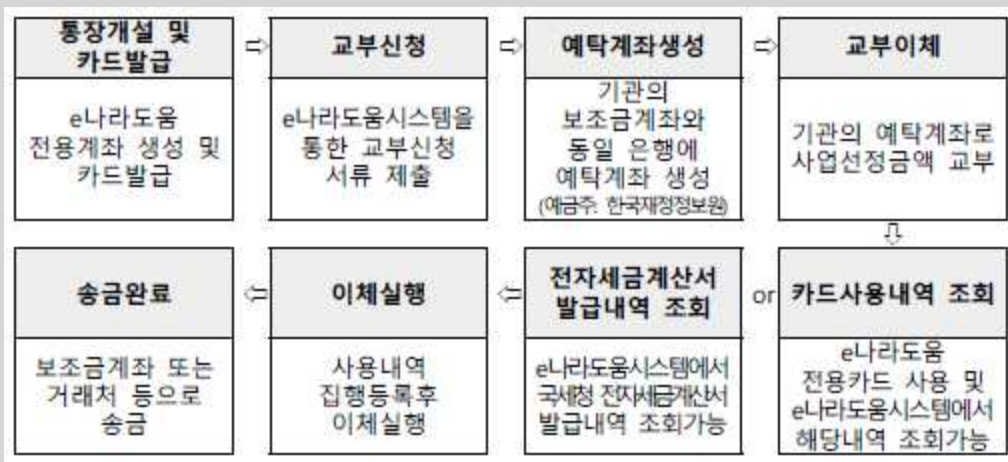 통장개설 및
카드발급
⇨
교부신청
⇨
예탁계좌생성
⇨
교부이체
e나라도움
전용계좌 생성 및
카드발급
e나라도움시스템을
통한 교부신청
서류 제출
기관의
보조금계좌와
동일 은행에
예탁계좌 생성
(예금주: 한국재정정보원)
기관의 예탁계좌로
사업선정금액 교부
⇩
송금완료
⇦
이체실행
⇦
전자세금계산서
발급내역 조회
or
카드사용내역 조회
보조금계좌 또는
거래처 등으로
송금
사용내역
집행등록후
이체실행
e나라도움시스템에서
국세청 전자세금계산서
발급내역 조회가능
e나라도움
전용카드 사용 및
e나라도움시스템에서
해당내역 조회가능